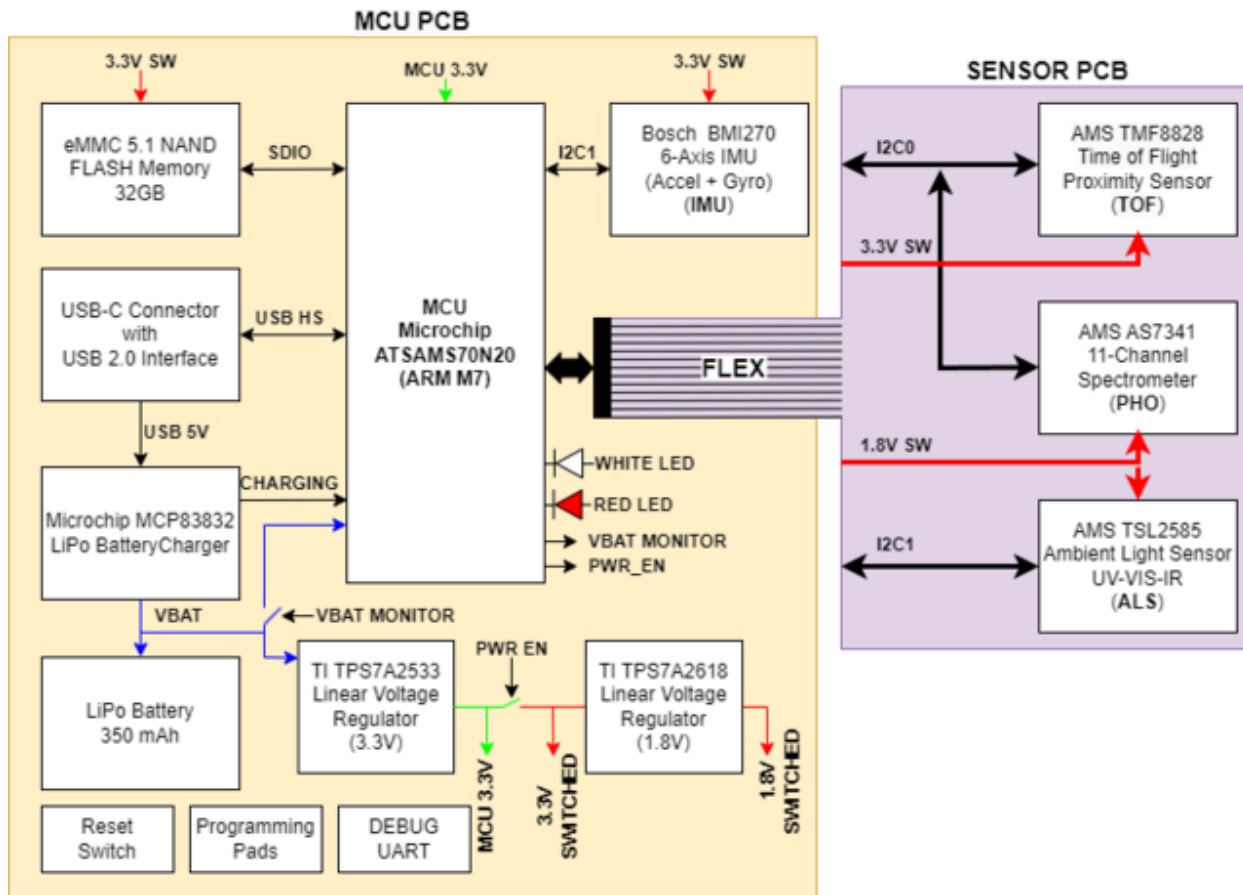 MCU PCB
3.3V SW
MCU 3.3V
3.3V SW
eMMC 5.1 NAND
FLASH Memory
32GB
SDIO
I2C1
Bosch BMI270
6-Axis IMU
(Accel + Gyro)
(IMU)
USB-C Connector
with
USB 2.0 Interface
USB HS
MCU
Microchip
ATSAMS70N20
(ARM M7)
FLEX
USB 5V
CHARGING
Microchip MCP83832
LiPo BatteryCharger
WHITE LED
RED LED
VBAT MONITOR
PWR_EN
VBAT
VBAT MONITOR
LiPo Battery
350 mAh
TI TPS7A2533
Linear Voltage
Regulator
(3.3V)
PWR EN
TI TPS7A2618
Linear Voltage
Regulator
(1.8V)
MCU 3.3V
3.3V
SWITCHED
1.8V
SWITCHED
Reset
Switch
Programming
Pads
DEBUG
UART
SENSOR PCB
I2C0
AMS TMF8828
Time of Flight
Proximity Sensor
(TOF)
3.3V SW
AMS AS7341
11-Channel
Spectrometer
(PHO)
1.8V SW
I2C1
AMS TSL2585
Ambient Light Sensor
UV-VIS-IR
(ALS)